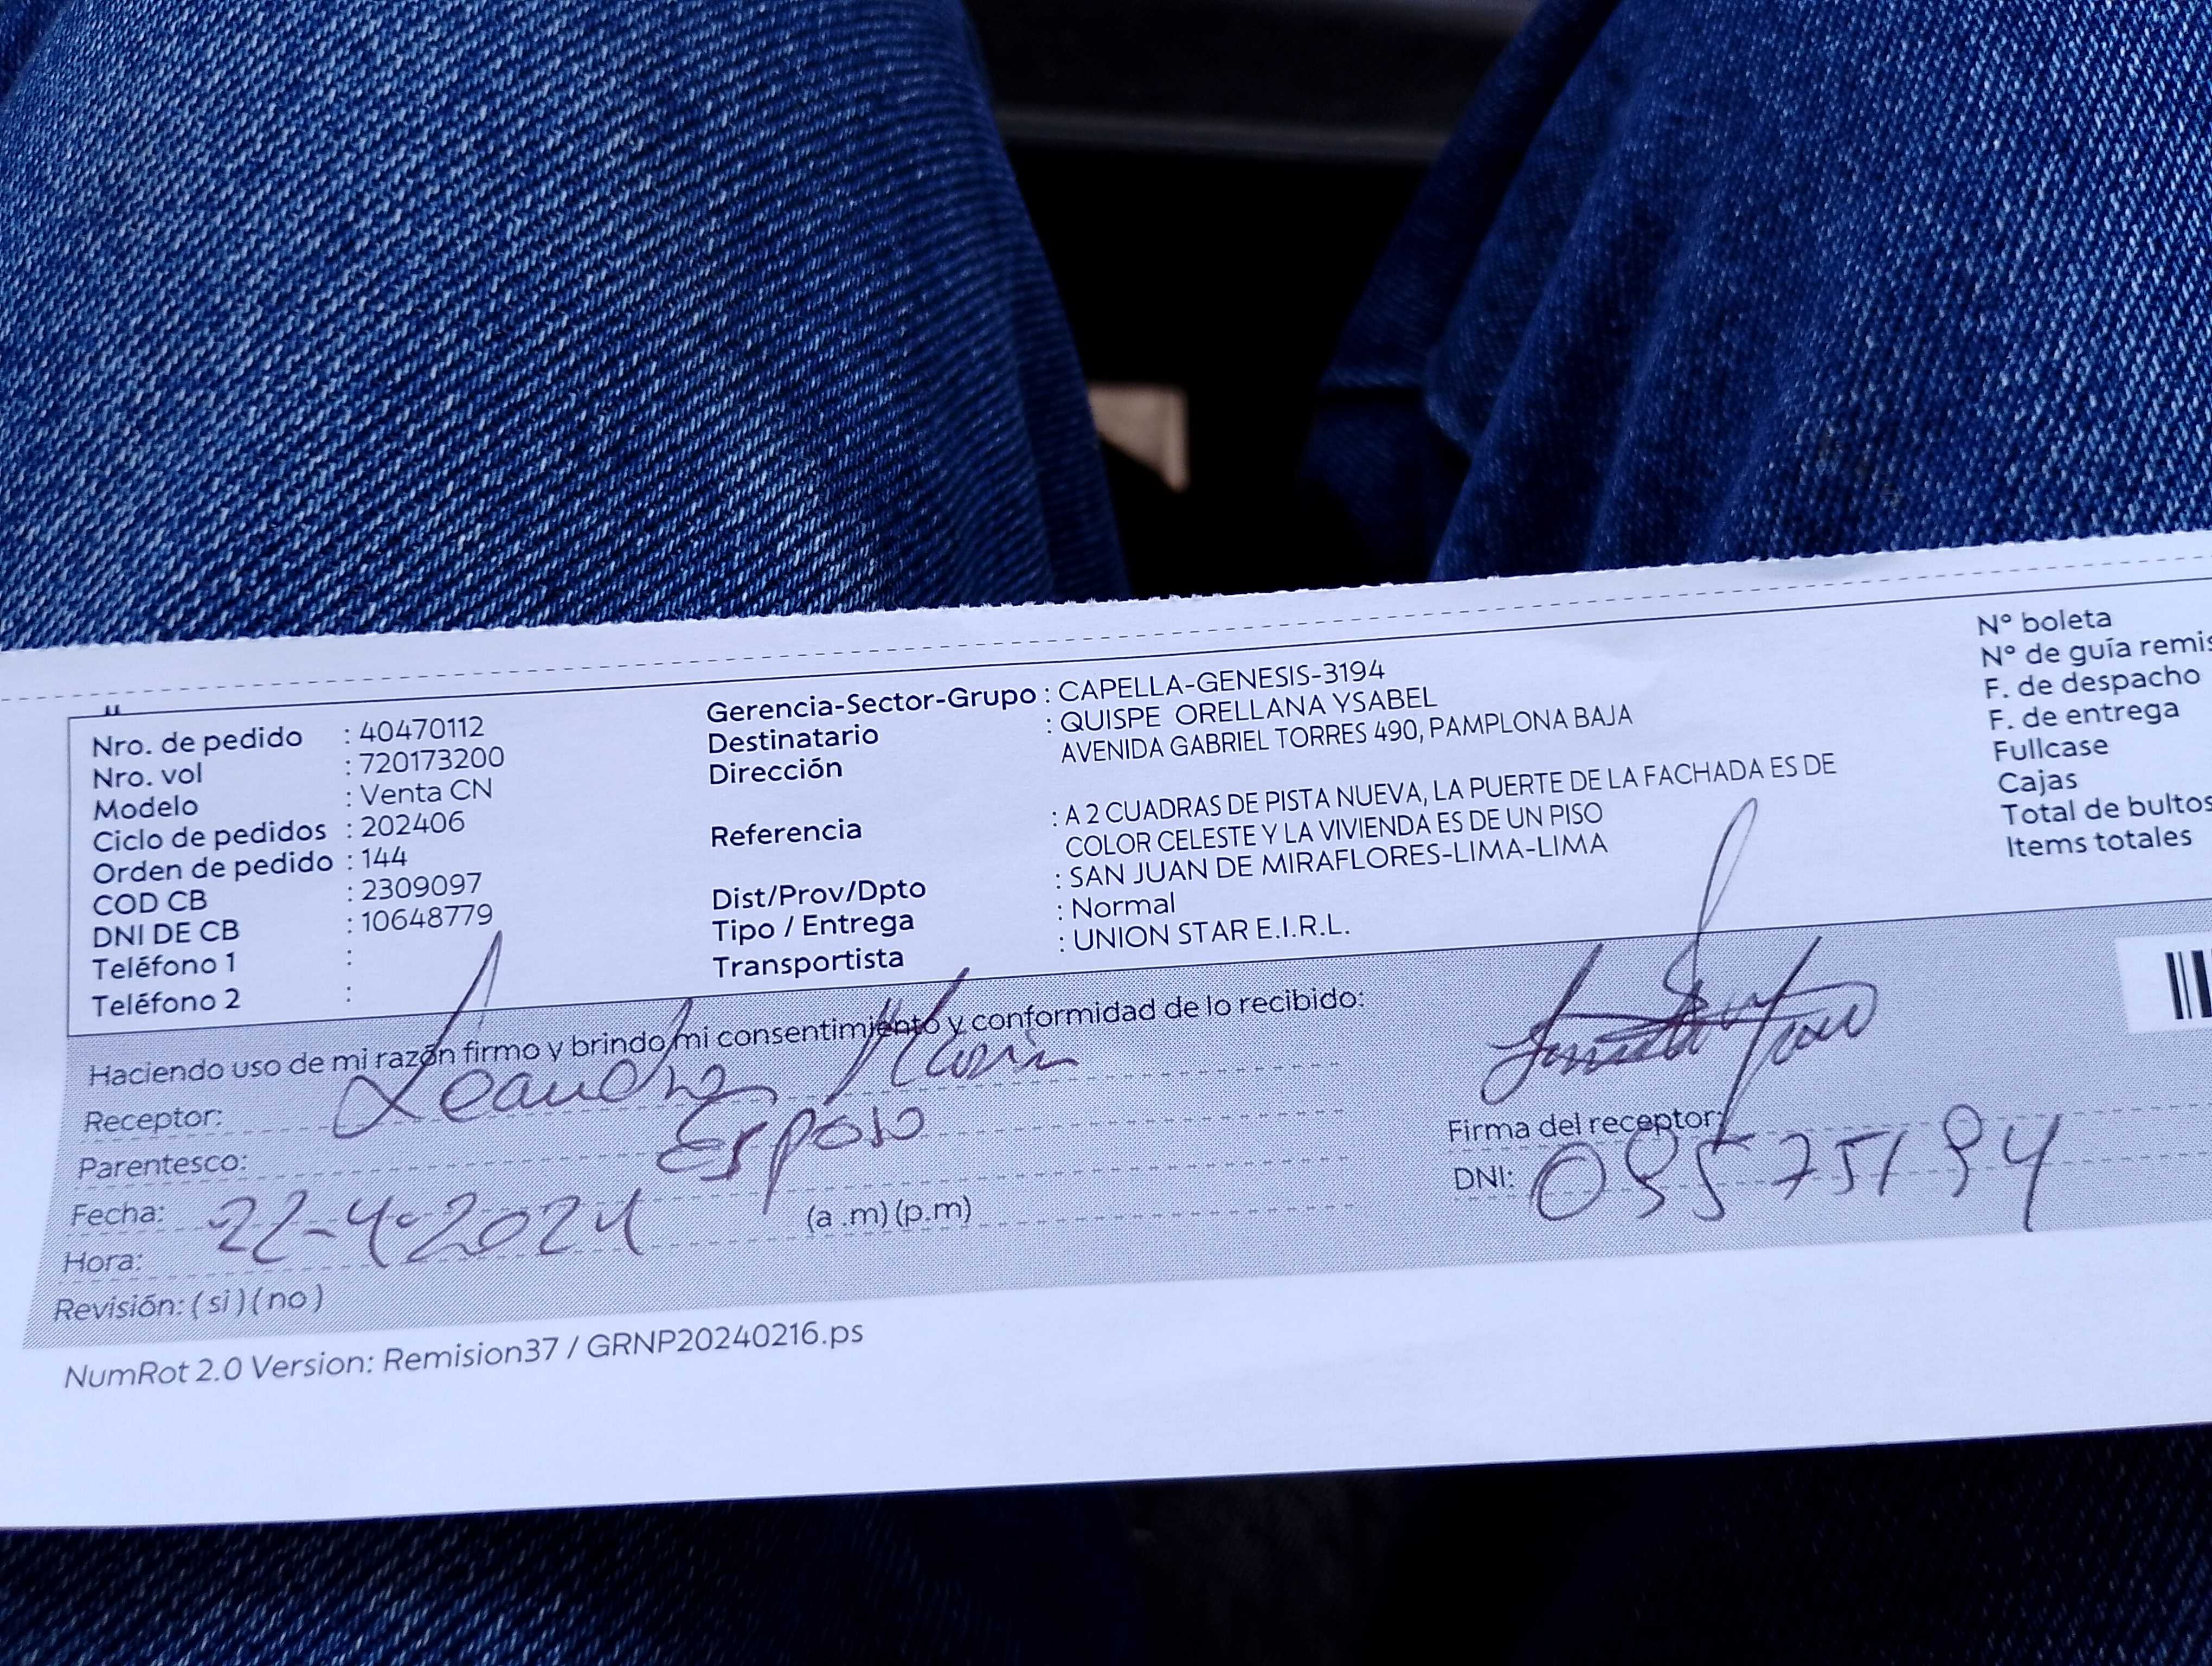 Nro. de pedido : 40470112
Nro. vol : 720173200
Modelo : Venta CN
Ciclo de pedidos : 202406
Orden de pedido : 144
COD CB : 2309097
DNI DE CB : 10648779
Teléfono 1 :
Teléfono 2 :
Gerencia-Sector-Grupo : CAPELLA-GENESIS-3194
Destinatario : QUISPE ORELLANA YSABEL
Dirección AVENIDA GABRIEL TORRES 490, PAMPLONA BAJA
Referencia : A 2 CUADRAS DE PISTA NUEVA, LA PUERTE DE LA FACHADA ES DE
COLOR CELESTE Y LA VIVIENDA ES DE UN PISO
Dist/Prov/Dpto : SAN JUAN DE MIRAFLORES-LIMA-LIMA
Tipo / Entrega : Normal
Transportista : UNION STAR E.I.R.L.
N° boleta
N° de guía remis
F. de despacho
F. de entrega
Fullcase
Cajas
Total de bultos
Items totales
Haciendo uso de mi razón firmo y brindo mi consentimiento y conformidad de lo recibido:
Receptor: Leandro
Parentesco: Esposo
Fecha: 22-4-2024
Hora: (a .m) (p.m)
Revisión: ( si ) ( no )
Firma del receptor:
DNI:
NumRot 2.0 Version: Remision37 / GRNP20240216.ps